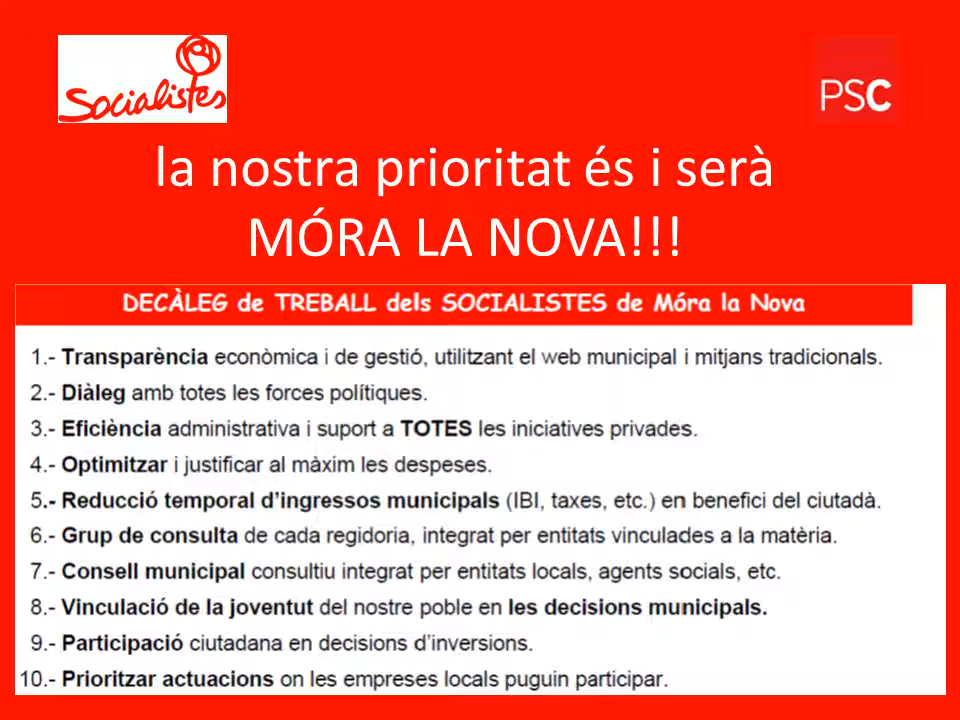 Socialistes
PSC
la nostra prioritat és i serà
MÓRA LA NOVA!!!
DECÀLEG de TREBALL dels SOCIALISTES de Móra la Nova
1.- Transparència econòmica i de gestió, utilitzant el web municipal i mitjans tradicionals.
2.- Diàleg amb totes les forces polítiques.
3.- Eficiència administrativa i suport a TOTES les iniciatives privades.
4.- Optimitzar i justificar al màxim les despeses.
5.- Reducció temporal d'ingressos municipals (IBI, taxes, etc.) en benefici del ciutadà.
6.- Grup de consulta de cada regidoria, integrat per entitats vinculades a la matèria.
7.- Consell municipal consultiu integrat per entitats locals, agents socials, etc.
8.- Vinculació de la joventut del nostre poble en les decisions municipals.
9.- Participació ciutadana en decisions d'inversions.
10.- Prioritzar actuacions on les empreses locals puguin participar.